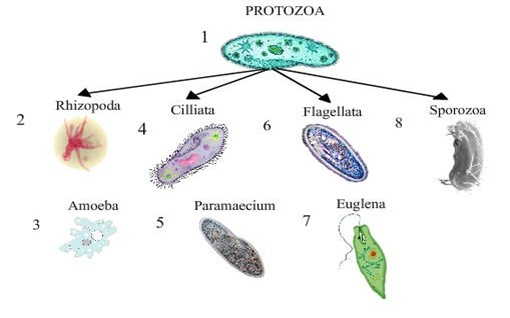 PROTOZOA
1
2 Rhizopoda
4 Cilliata
6 Flagellata
8 Sporozoa
3 Amoeba
5 Paramaecium
7 Euglena